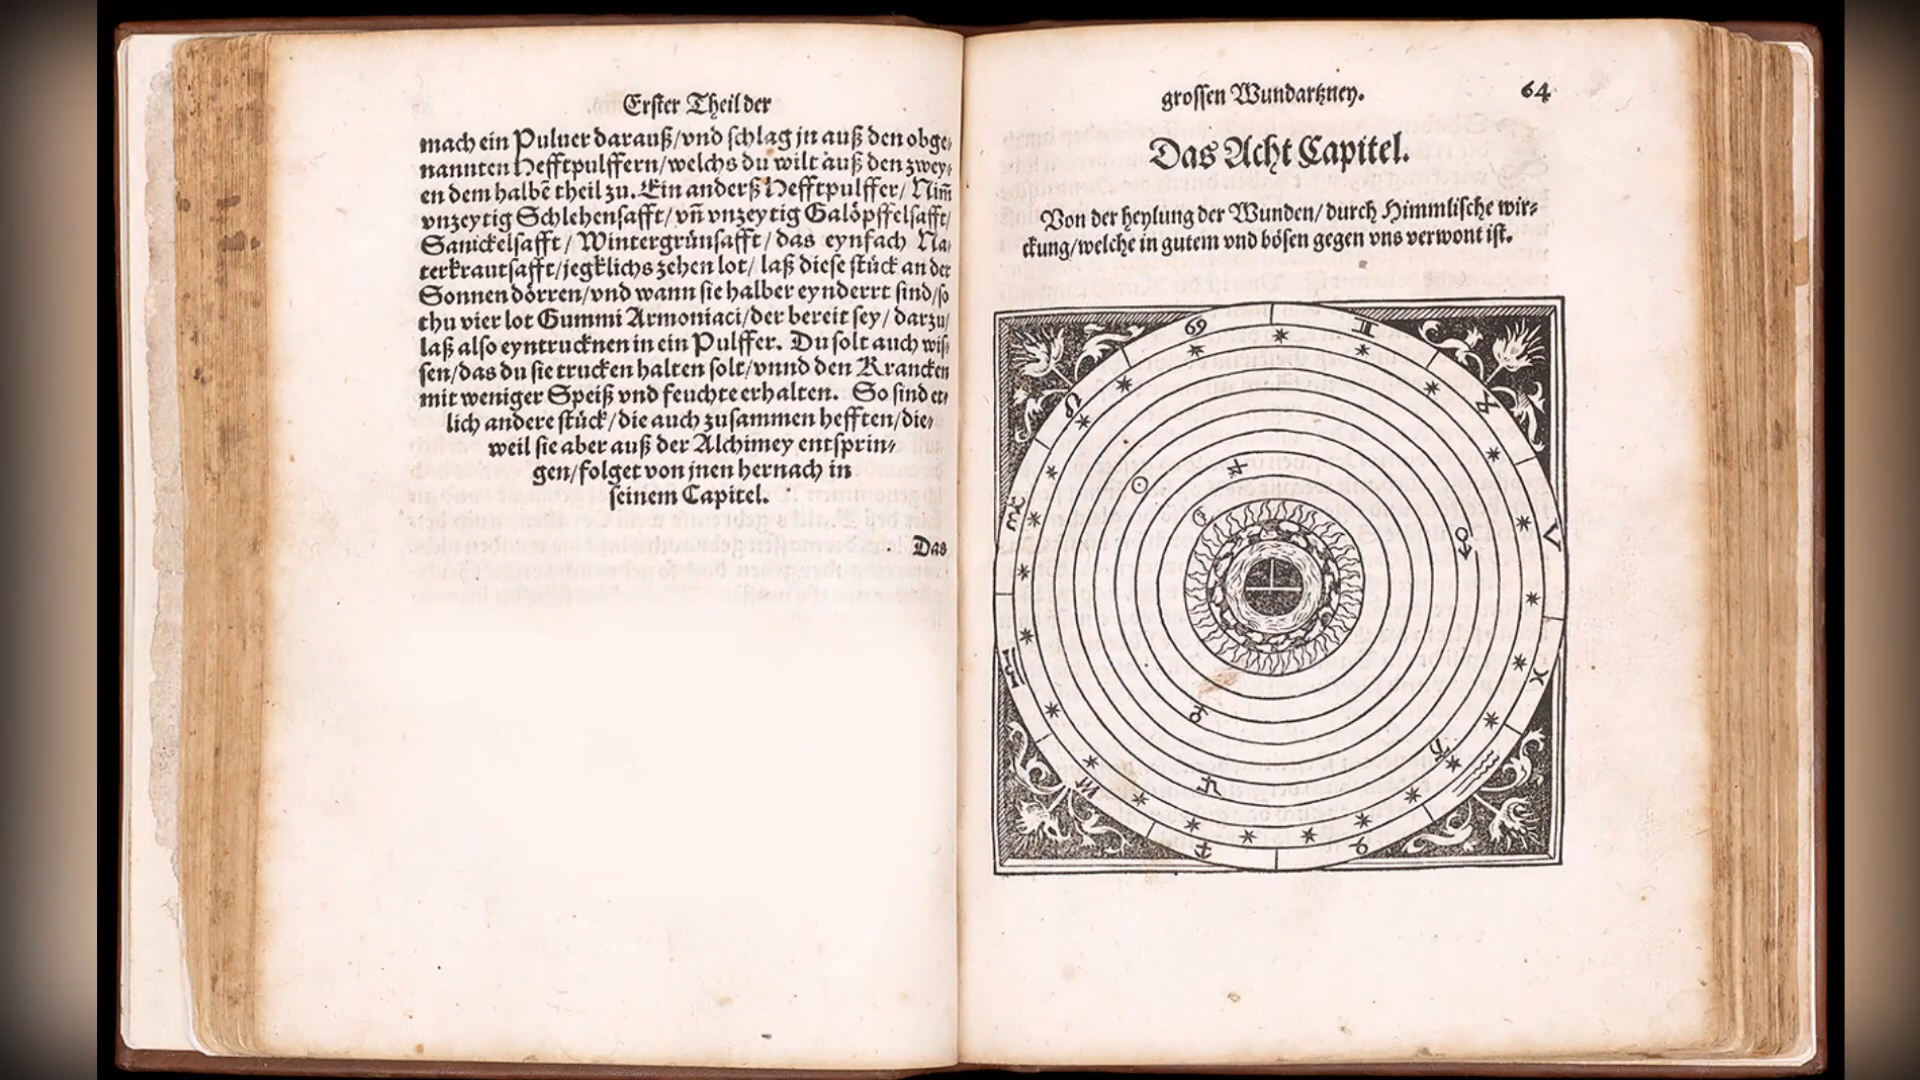 Erster Theil der
mach ein Puluer darauß/vnd schlag jn auß den obge-
nannten Hefftpulffern/welchs du wilt auß den zwey-
en dem halbẽ theil zu. Ein anderß Hefftpulffer/ Nim̃
vnzeytig Schlehensafft/ vñ vnzeytig Galöpffelsafft/
Sanickelsafft/ Wintergrünsafft/ das eynfach Na-
terkrautsafft/jegklichs zehen lot/ laß diese stück an der
Sonnen dörren/vnd wann sie halber eynderrt sind/so
thu vier lot Gummi Armoniaci/der bereit sey/ darzu/
laß also eyntrucknen in ein Pulffer. Du solt auch wis-
sen/das du sie trucken halten solt/vnnd den Krancken
mit weniger Speiß vnd feuchte erhalten. So sind et-
lich andere stück/die auch zusammen hefften/die-
weil sie aber auß der Alchimey entsprin-
gen/folget von jnen hernach in
seinem Capitel.
Das
grossen Wundartzney. 64
Das Acht Capitel.
Von der heylung der Wunden/ durch Himmlische wir-
ckung/welche in gutem vnd bösen gegen vns verwont ist.